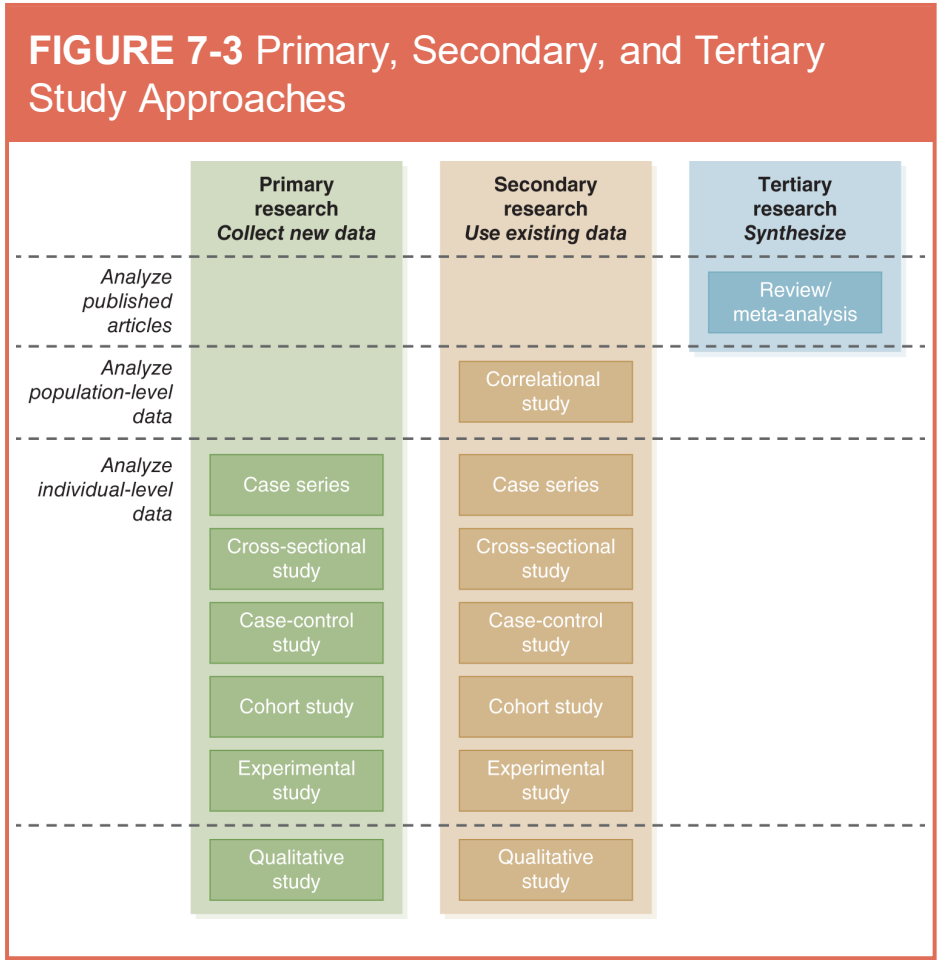 FIGURE 7-3 Primary, Secondary, and Tertiary
Study Approaches
Primary
research
Collect new data
Secondary
research
Use existing data
Tertiary
research
Synthesize
Analyze
published
articles
Review/
meta-analysis
Analyze
population-level
data
Correlational
study
Analyze
individual-level
data
Case series
Case series
Cross-sectional
study
Cross-sectional
study
Case-control
study
Case-control
study
Cohort study
Cohort study
Experimental
study
Experimental
study
Qualitative
study
Qualitative
study